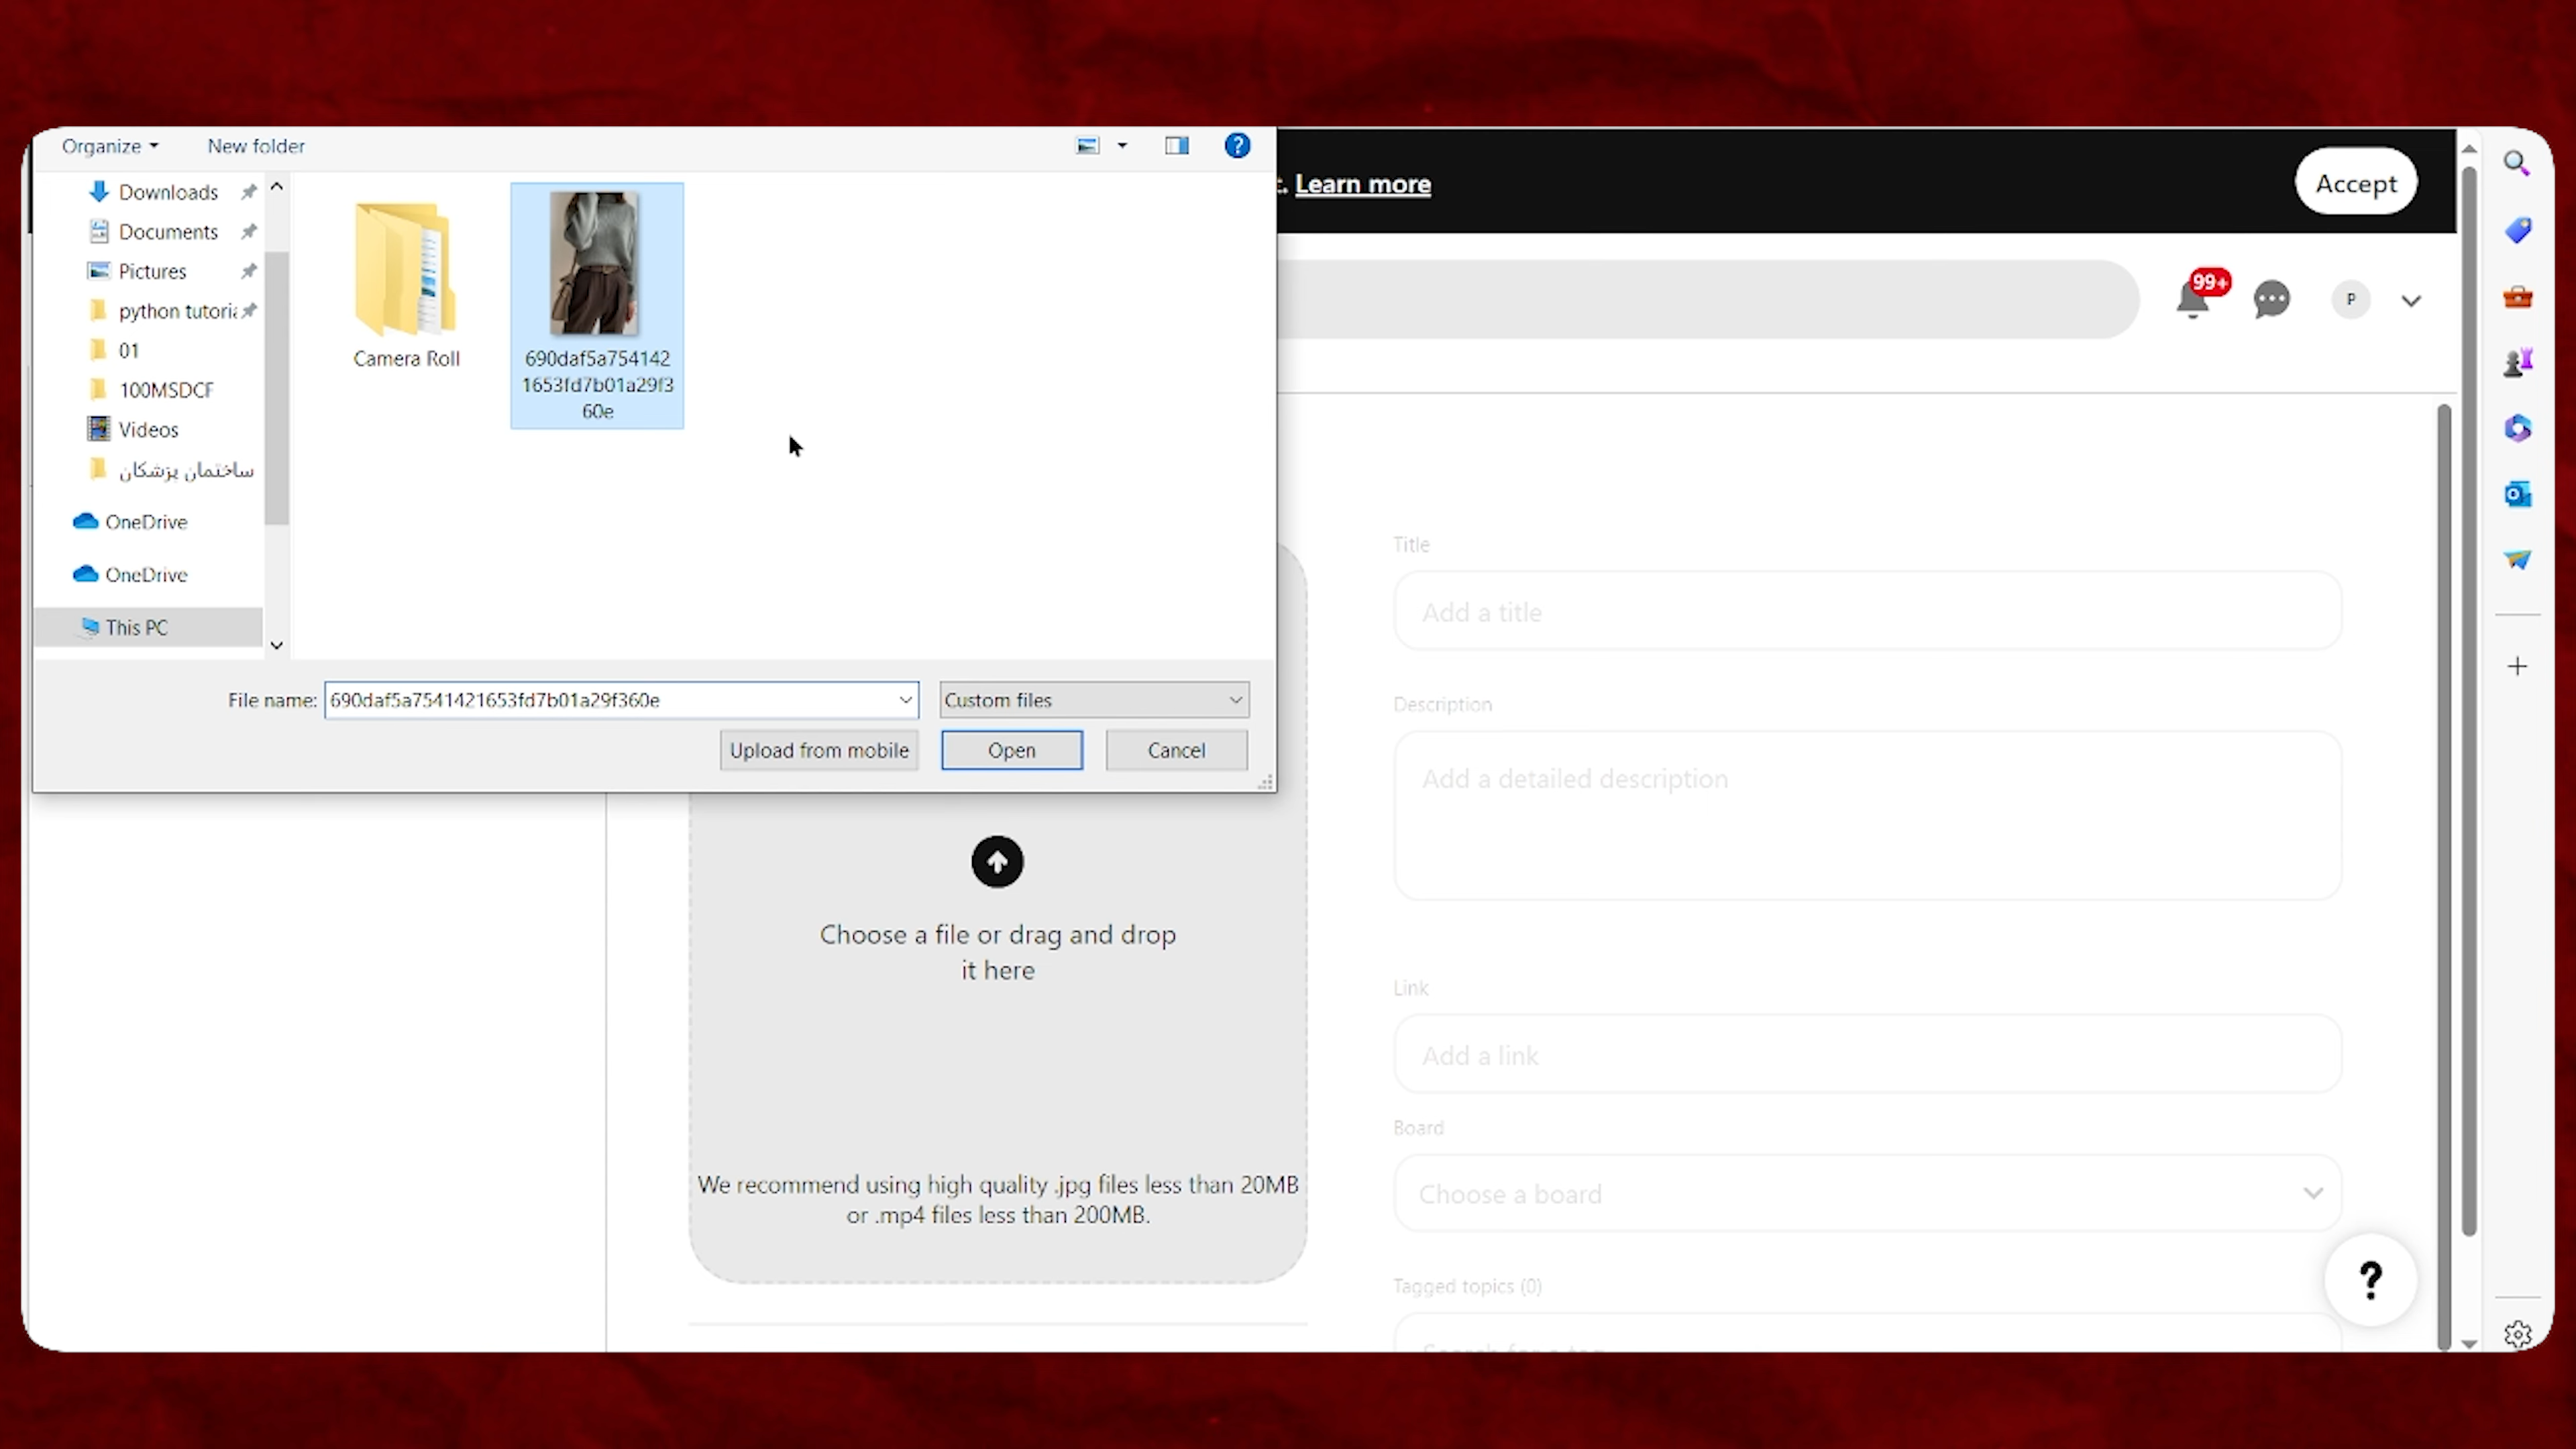 Organize
New folder
Downloads
Documents
Pictures
python tutoria
01
100MSDCF
Videos
ساختمان پزشکان
OneDrive
OneDrive
This PC
Camera Roll
690daf5a754142
1653fd7b01a29f3
60e
File name:
690daf5a7541421653fd7b01a29f360e
Custom files
Upload from mobile
Open
Cancel
Learn more
Accept
99+
P
Choose a file or drag and drop
it here
We recommend using high quality .jpg files less than 20MB
or .mp4 files less than 200MB.
Title
Add a title
Description
Add a detailed description
Link
Add a link
Board
Choose a board
Tagged topics (0)
?